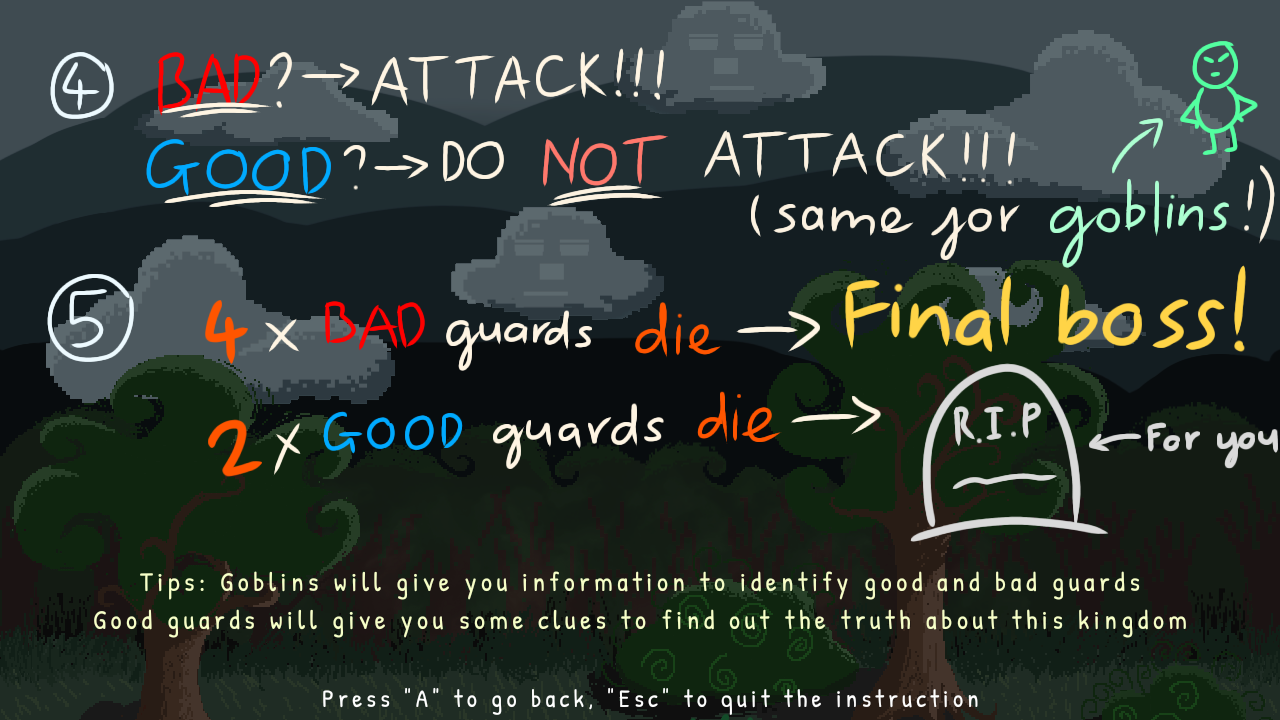 ④ BAD? → ATTACK!!!
GOOD? → DO NOT ATTACK!!!
(same for goblins!)
⑤ 4 x BAD guards die → Final boss!
2 x GOOD guards die →
R.I.P
← For you
Tips: Goblins will give you information to identify good and bad guards
Good guards will give you some clues to find out the truth about this kingdom
Press "A" to go back, "Esc" to quit the instruction